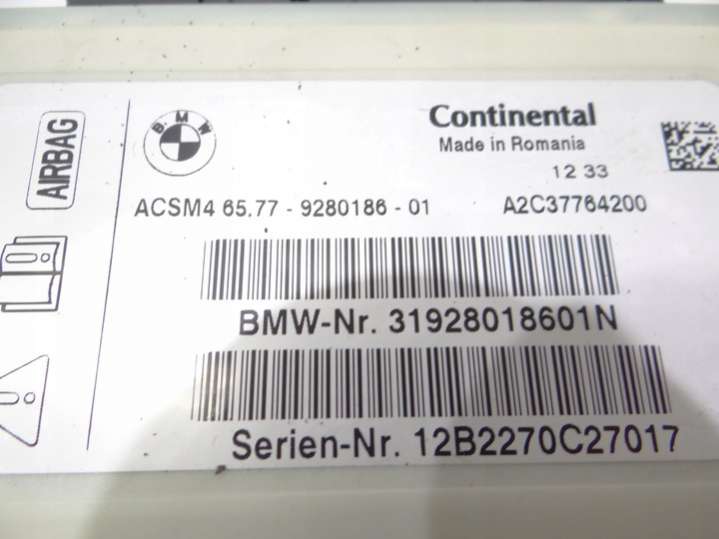 AIRBAG
BMW
Continental
Made in Romania
12 33
ACSM4 65.77 - 9280186 - 01 A2C37764200
BMW-Nr. 31928018601N
Serien-Nr. 12B2270C27017